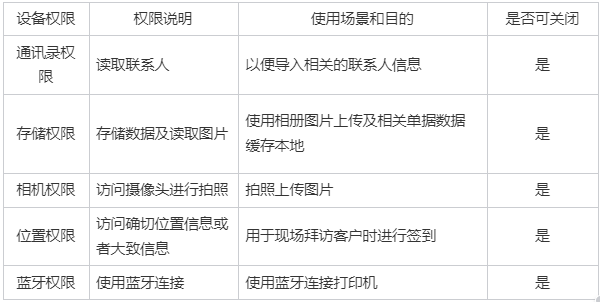 设备权限 权限说明 使用场景和目的 是否可关闭
通讯录权
限 读取联系人 以便导入相关的联系人信息 是
存储权限 存储数据及读取图片 使用相册图片上传及相关单据数据
缓存本地 是
相机权限 访问摄像头进行拍照 拍照上传图片 是
位置权限 访问确切位置信息或
者大致信息 用于现场拜访客户时进行签到 是
蓝牙权限 使用蓝牙连接 使用蓝牙连接打印机 是